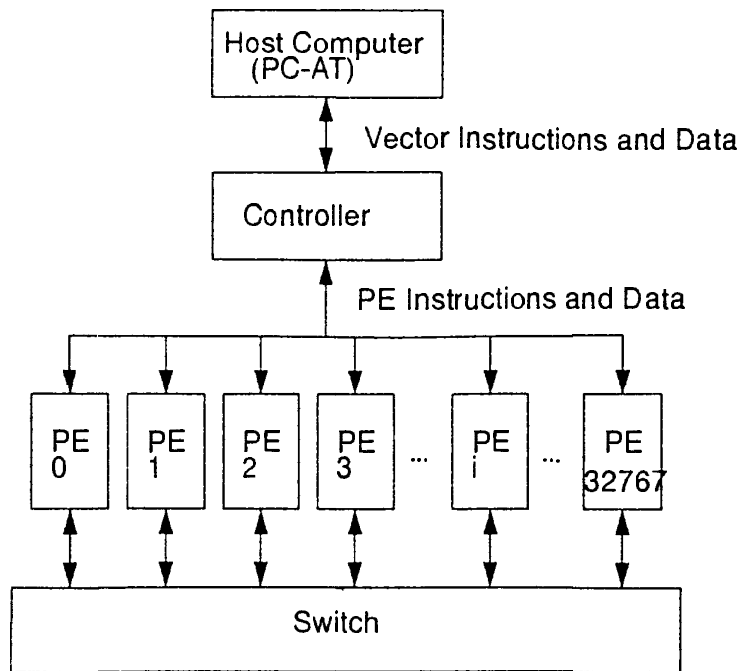 Host Computer
(PC-AT)
Vector Instructions and Data
Controller
PE Instructions and Data
PE
0
PE
1
PE
2
PE
3
...
PE
i
...
PE
32767
Switch